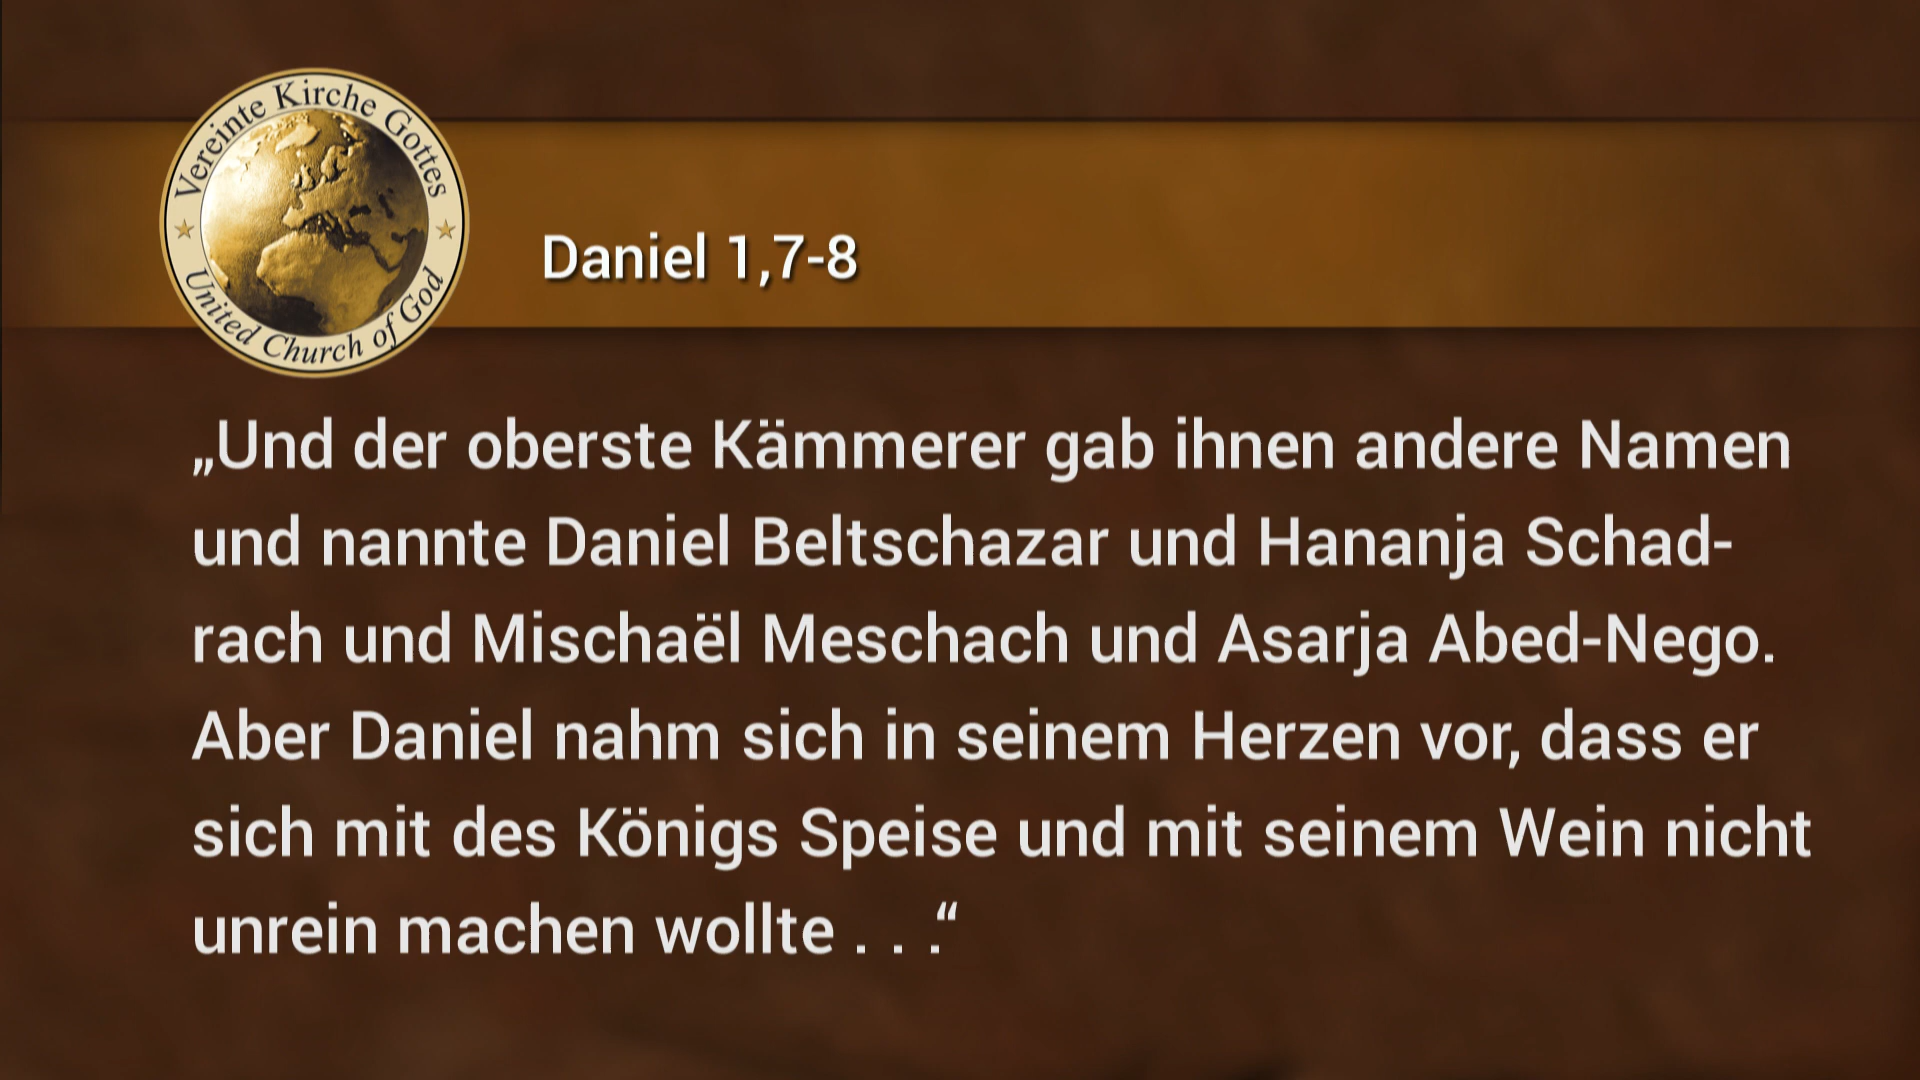 Vereinte Kirche Gottes
United Church of God
Daniel 1,7-8
„Und der oberste Kämmerer gab ihnen andere Namen
und nannte Daniel Beltschazar und Hananja Schad-
rach und Mischaël Meschach und Asarja Abed-Nego.
Aber Daniel nahm sich in seinem Herzen vor, dass er
sich mit des Königs Speise und mit seinem Wein nicht
unrein machen wollte . . .“